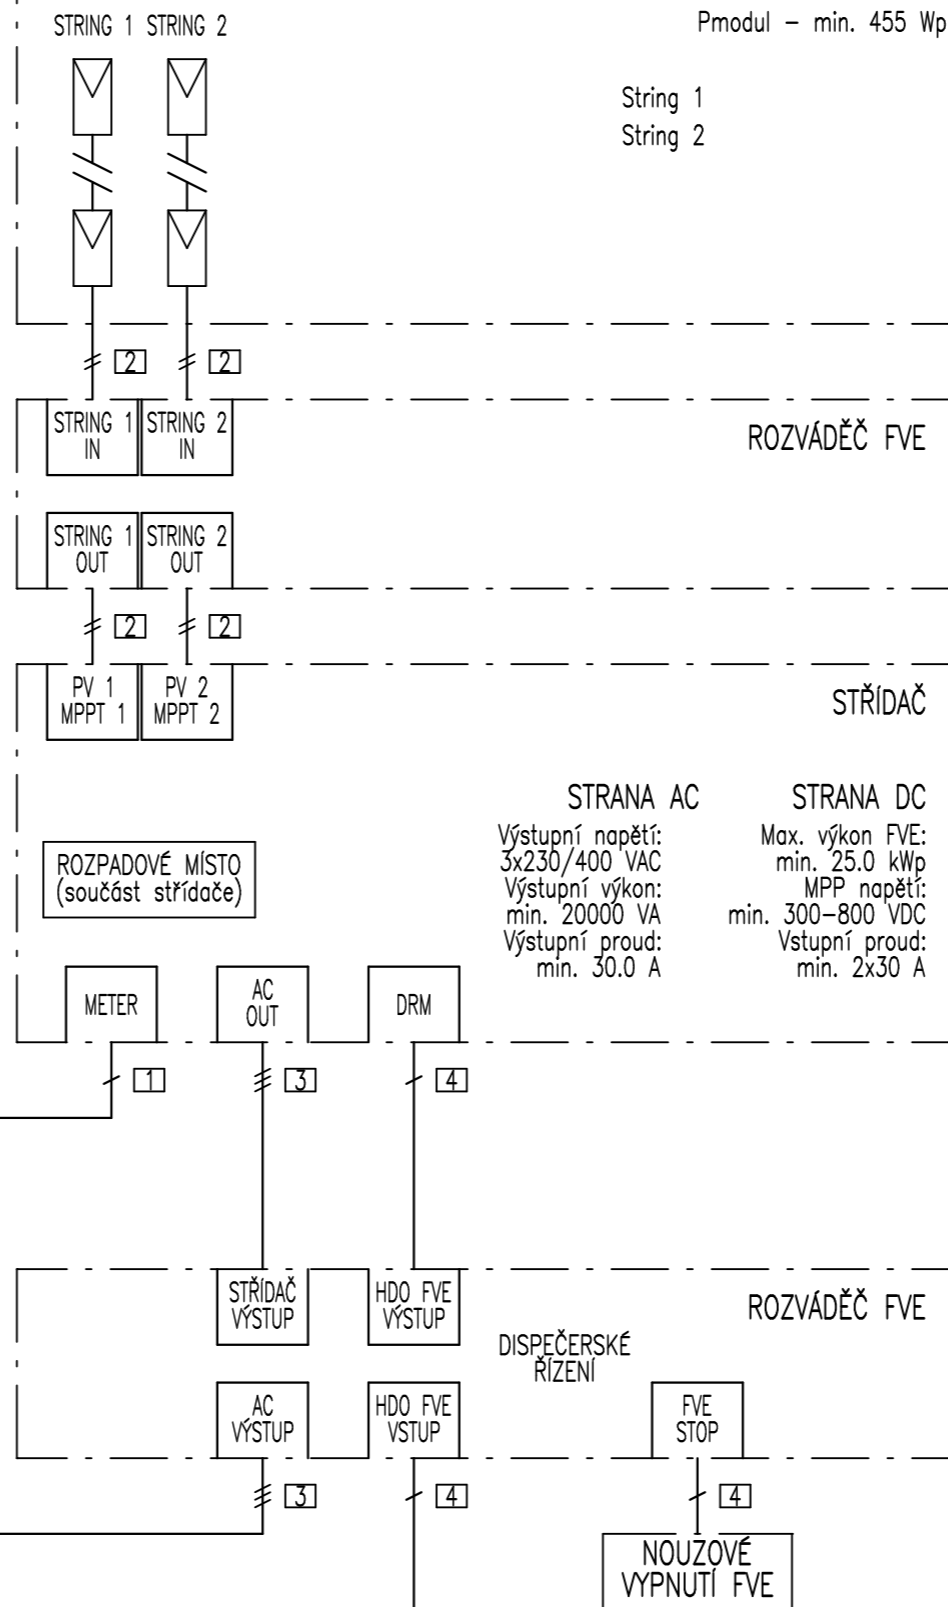 STRING 1 STRING 2
Pmodul – min. 455 Wp
String 1
String 2
2
2
STRING 1
IN
STRING 2
IN
ROZVÁDĚČ FVE
STRING 1
OUT
STRING 2
OUT
2
2
PV 1
MPPT 1
PV 2
MPPT 2
STŘÍDAČ
STRANA AC
Výstupní napětí:
3x230/400 VAC
Výstupní výkon:
min. 20000 VA
Výstupní proud:
min. 30.0 A
STRANA DC
Max. výkon FVE:
min. 25.0 kWp
MPP napětí:
min. 300–800 VDC
Vstupní proud:
min. 2x30 A
ROZPADOVÉ MÍSTO
(součást střídače)
METER
AC
OUT
DRM
1
3
4
STŘÍDAČ
VÝSTUP
HDO FVE
VÝSTUP
ROZVÁDĚČ FVE
DISPEČERSKÉ
ŘÍZENÍ
AC
VÝSTUP
HDO FVE
VSTUP
FVE
STOP
3
4
4
NOUZOVÉ
VYPNUTÍ FVE